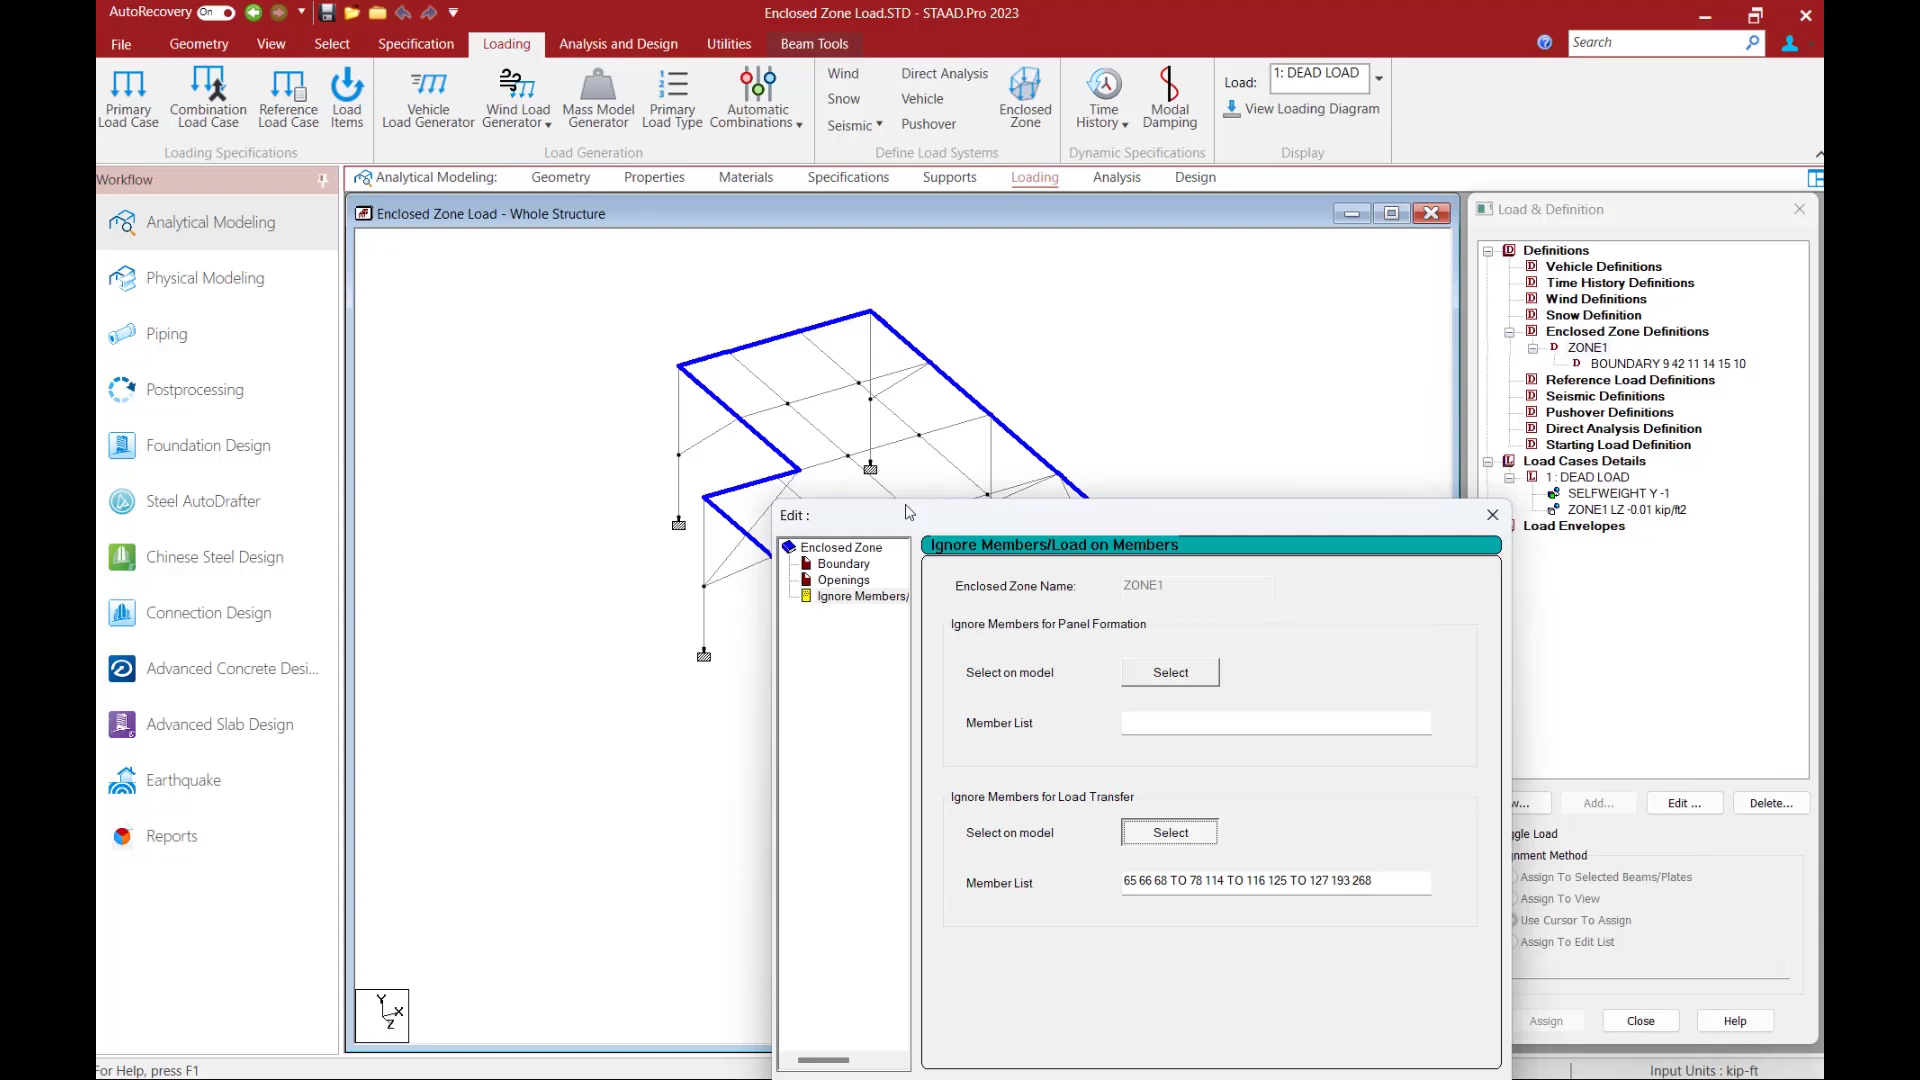 AutoRecovery On
Enclosed Zone Load.STD - STAAD.Pro 2023
File Geometry View Select Specification Loading Analysis and Design Utilities Beam Tools
Search
Primary Load Case
Combination Load Case
Reference Load Case
Load Items
Loading Specifications
Vehicle Load Generator
Wind Load Generator
Mass Model Generator
Primary Load Type
Automatic Combinations
Load Generation
Wind
Snow
Seismic
Direct Analysis
Vehicle
Pushover
Enclosed Zone
Define Load Systems
Time History
Modal Damping
Dynamic Specifications
Load: 1: DEAD LOAD
View Loading Diagram
Display
Workflow
Analytical Modeling
Physical Modeling
Piping
Postprocessing
Foundation Design
Steel AutoDrafter
Chinese Steel Design
Connection Design
Advanced Concrete Desi...
Advanced Slab Design
Earthquake
Reports
Analytical Modeling: Geometry Properties Materials Specifications Supports Loading Analysis Design
Enclosed Zone Load - Whole Structure
Y
X
Z
Edit :
Enclosed Zone
Boundary
Openings
Ignore Members/
Ignore Members/Load on Members
Enclosed Zone Name: ZONE1
Ignore Members for Panel Formation
Select on model Select
Member List
Ignore Members for Load Transfer
Select on model Select
Member List 65 66 68 TO 78 114 TO 116 125 TO 127 193 268
Load & Definition
Definitions
Vehicle Definitions
Time History Definitions
Wind Definitions
Snow Definition
Enclosed Zone Definitions
ZONE1
BOUNDARY 9 42 11 14 15 10
Reference Load Definitions
Seismic Definitions
Pushover Definitions
Direct Analysis Definition
Starting Load Definition
Load Cases Details
1 : DEAD LOAD
SELFWEIGHT Y -1
ZONE1 LZ -0.01 kip/ft2
Load Envelopes
w... Add... Edit ... Delete...
ggle Load
nment Method
Assign To Selected Beams/Plates
Assign To View
Use Cursor To Assign
Assign To Edit List
Assign Close Help
For Help, press F1
Input Units : kip-ft